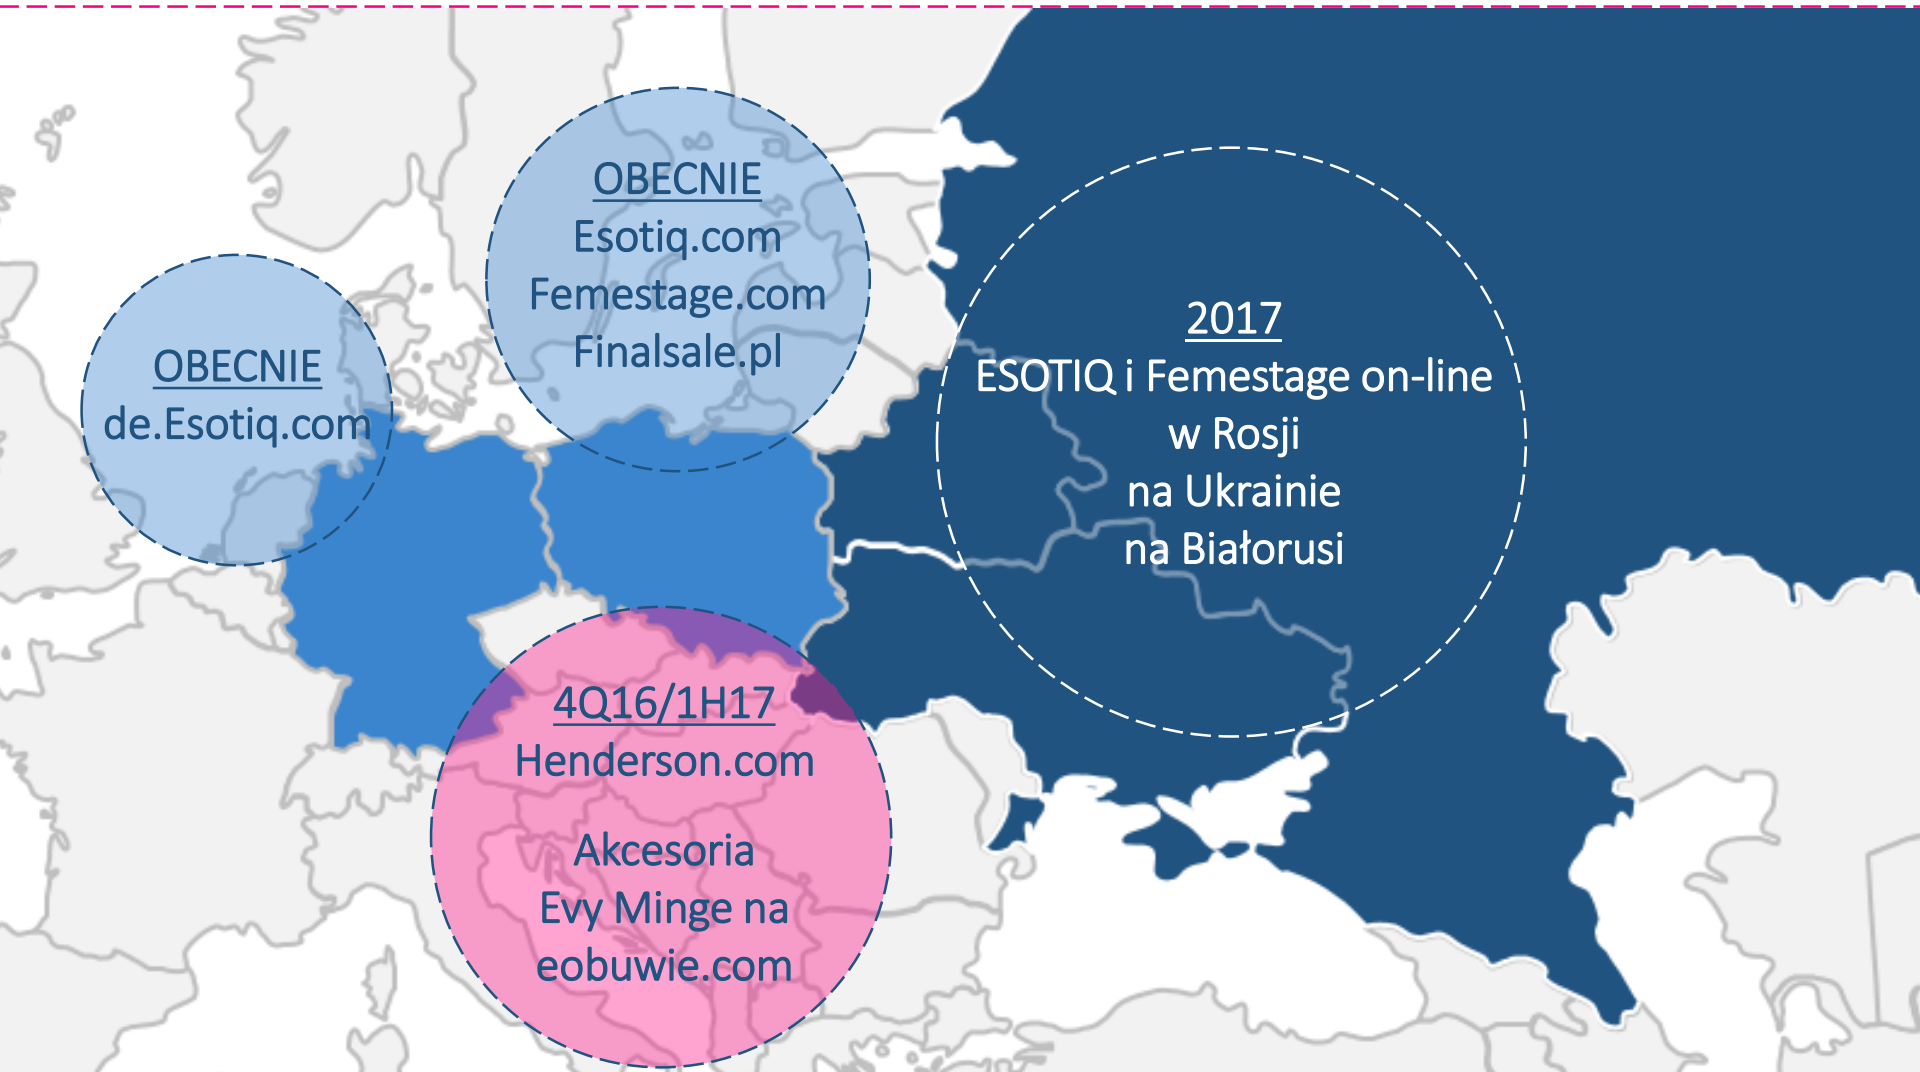 OBECNIE
de.Esotiq.com
OBECNIE
Esotiq.com
Femestage.com
Finalsale.pl
2017
ESOTIQ i Femestage on-line
w Rosji
na Ukrainie
na Białorusi
4Q16/1H17
Henderson.com
Akcesoria
Evy Minge na
eobuwie.com